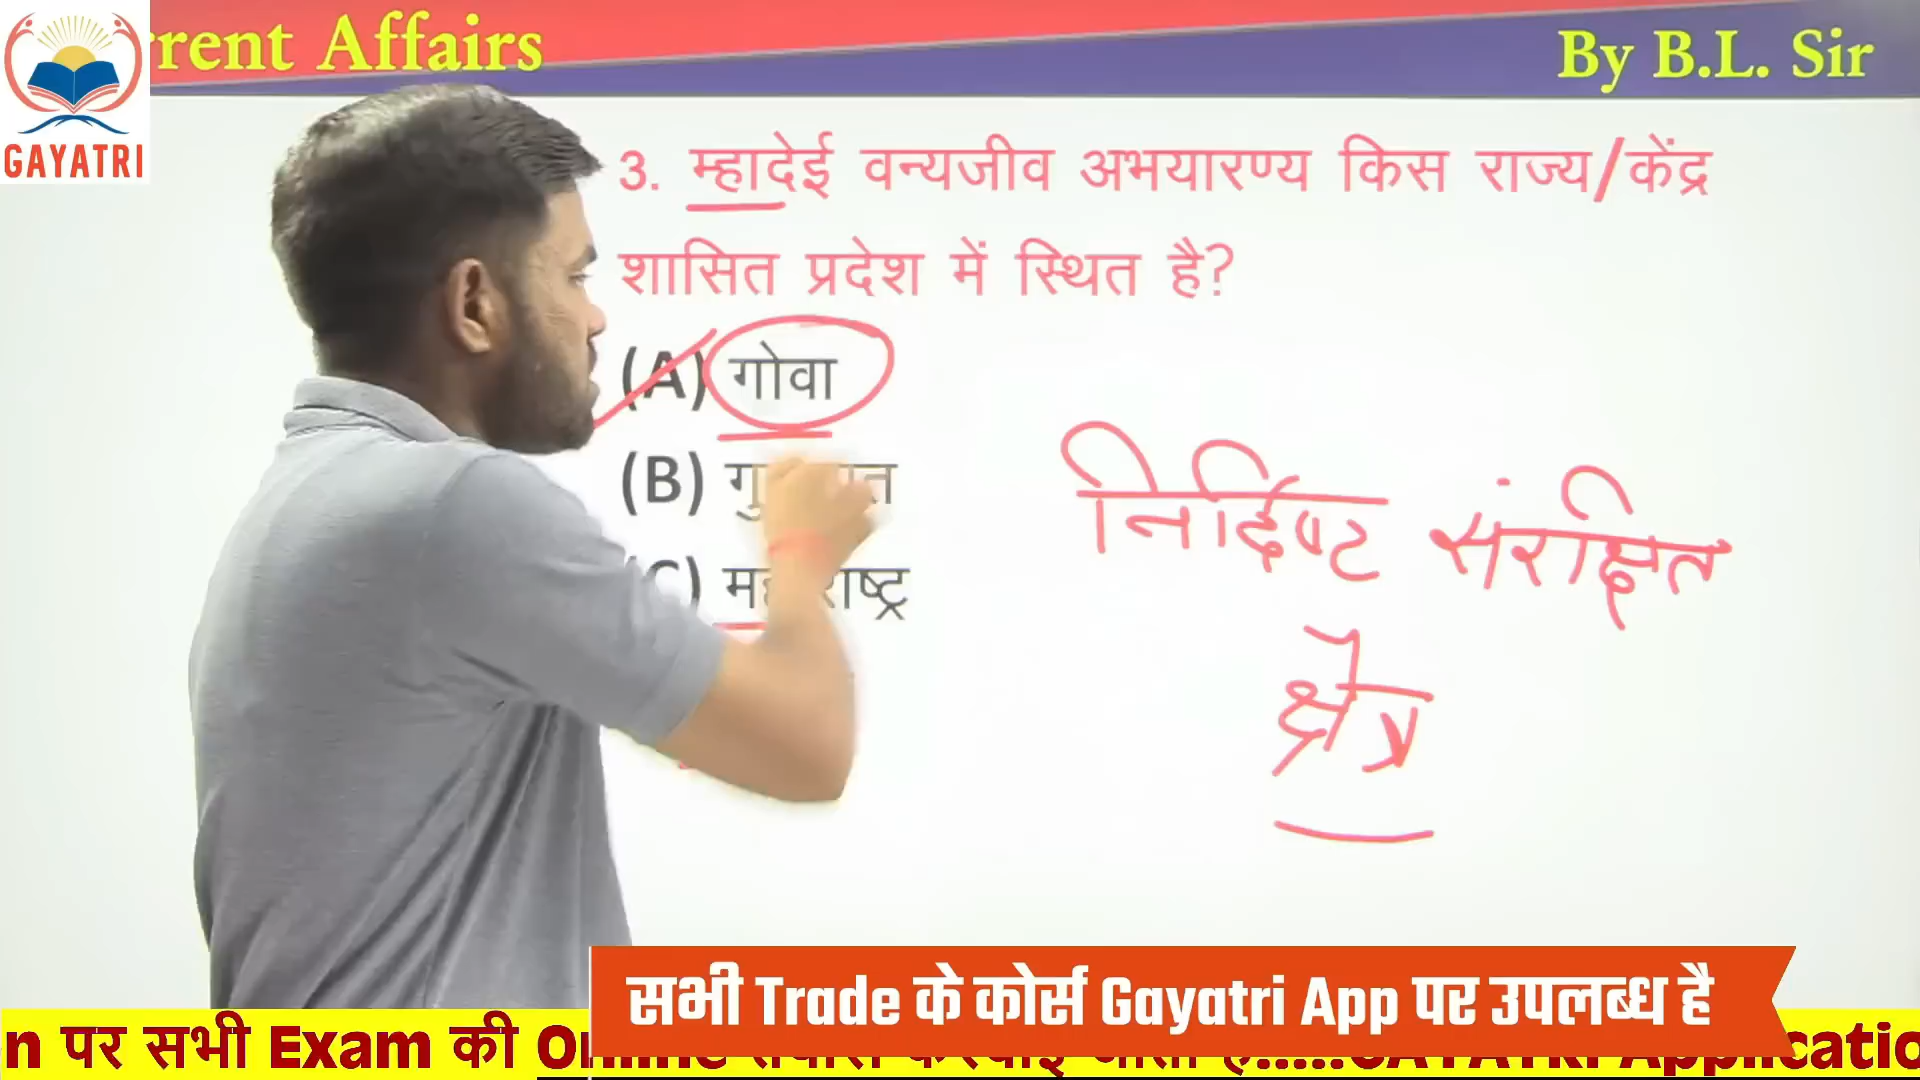 rrent Affairs
By B.L. Sir
GAYATRI
3. म्हादेई वन्यजीव अभयारण्य किस राज्य/केंद्र
शासित प्रदेश में स्थित है?
(A) गोवा
(B)
(C)
निर्दिष्ट संरक्षित
क्षेत्र
सभी Trade के कोर्स Gayatri App पर उपलब्ध है
n पर सभी Exam की